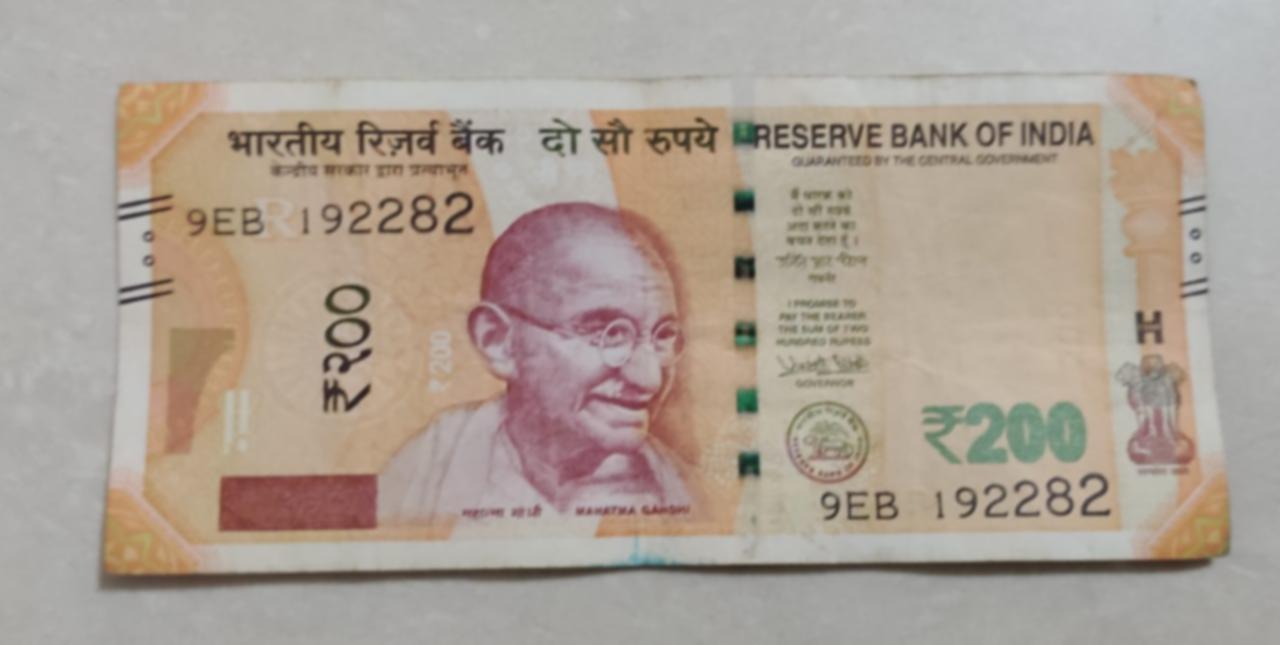 भारतीय रिज़र्व बैंक दो सौ रुपये RESERVE BANK OF INDIA
केन्द्रीय सरकार द्वारा प्रत्याभूत GUARANTEED BY THE CENTRAL GOVERNMENT
9EB 192282
मैं धारक को
दो सौ रुपये
अदा करने का
वचन देता हूँ ।
गवर्नर
I PROMISE TO
PAY THE BEARER
THE SUM OF TWO
HUNDRED RUPEES
GOVERNOR
₹२००
₹200
H
₹200
9EB 192282
महात्मा गांधी MAHATMA GANDHI